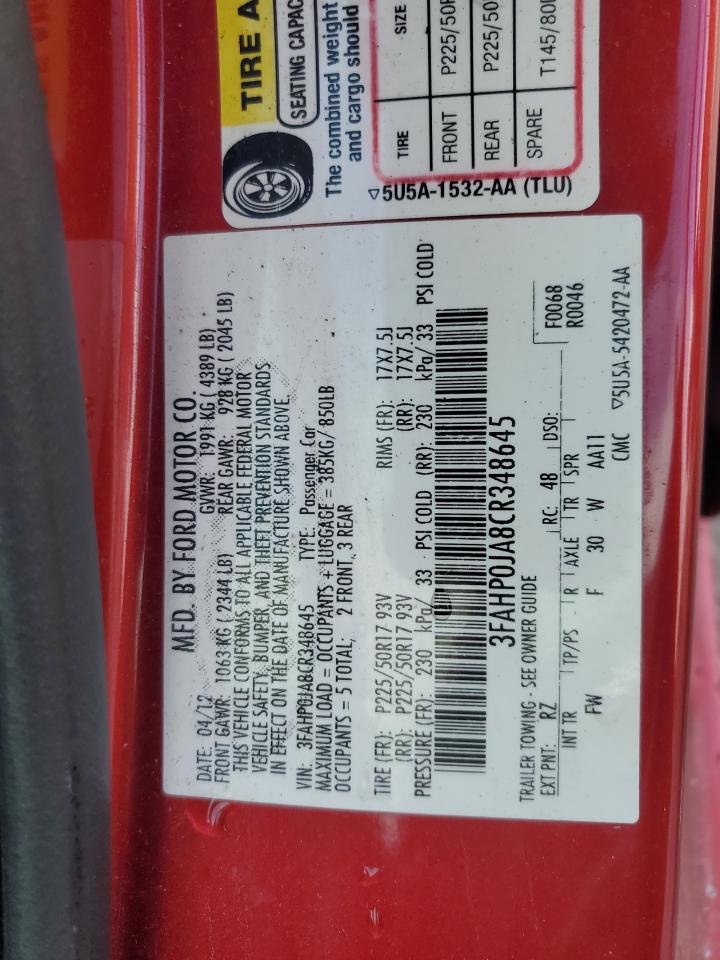 MFD. BY FORD MOTOR CO.
DATE: 04/12 GVWR: 1991 KG ( 4389 LB)
FRONT GAWR: 1063 KG ( 2344 LB) REAR GAWR: 928 KG ( 2045 LB)
THIS VEHICLE CONFORMS TO ALL APPLICABLE FEDERAL MOTOR
VEHICLE SAFETY, BUMPER, AND THEFT PREVENTION STANDARDS
IN EFFECT ON THE DATE OF MANUFACTURE SHOWN ABOVE.
VIN: 3FAHP0JA8CR348645 TYPE: Passenger Car
MAXIMUM LOAD = OCCUPANTS + LUGGAGE = 385KG/ 850LB
OCCUPANTS = 5 TOTAL: 2 FRONT, 3 REAR
TIRE (FR): P225/50R17 93V RIMS (FR): 17X7.5J
(RR): P225/50R17 93V (RR): 17X7.5J
PRESSURE (FR): 230 kPa/ 33 PSI COLD (RR): 230 kPa/ 33 PSI COLD
3FAHP0JA8CR348645
TRAILER TOWING - SEE OWNER GUIDE F0068
EXT PNT: RZ RC: 48 DSO: R0046
INT TR TP/PS R AXLE TR SPR
FW F 30 W AA11
CMC ▽5U5A-5420472-AA
TIRE A
SEATING CAPAC
The combined weight
and cargo should
TIRE SIZE
FRONT P225/50R
REAR P225/50
SPARE T145/80
▽5U5A-1532-AA (TLU)